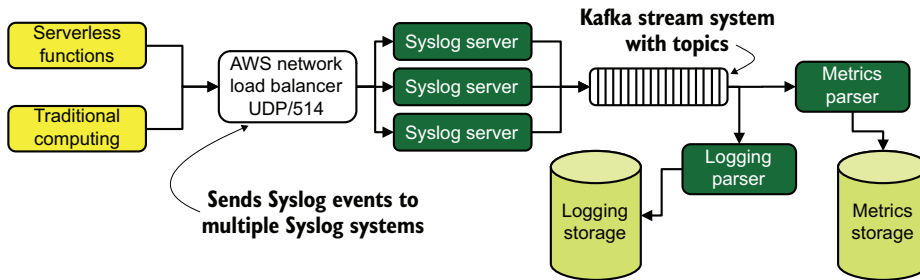 Serverless
functions
Traditional
computing
AWS network
load balancer
UDP/514
Sends Syslog events to
multiple Syslog systems
Syslog server
Syslog server
Syslog server
Kafka stream system
with topics
Metrics
parser
Logging
parser
Logging
storage
Metrics
storage